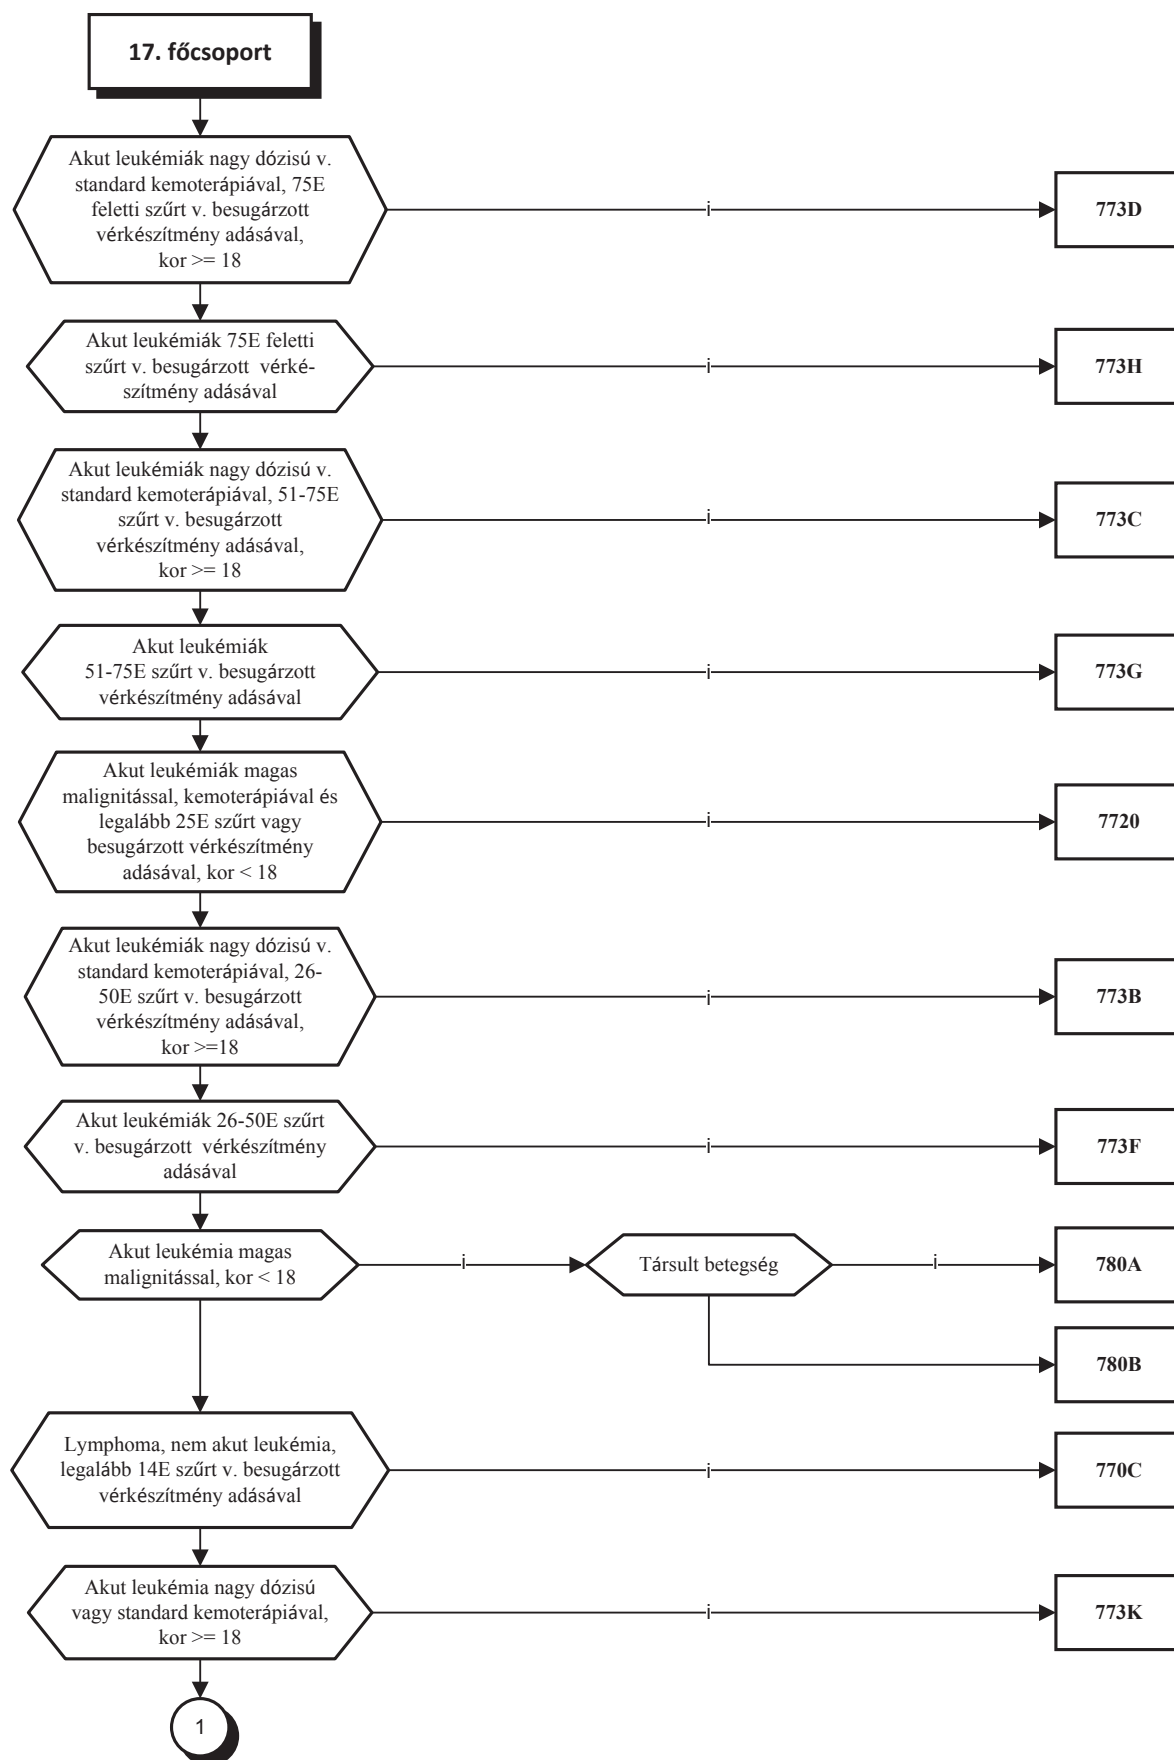 17. főcsoport
Akut leukémiák nagy dózisú v.
standard kemoterápiával, 75E
feletti szűrt v. besugárzott
vérkészítmény adásával,
kor >= 18
i
773D
Akut leukémiák 75E feletti
szűrt v. besugárzott vérké-
szítmény adásával
i
773H
Akut leukémiák nagy dózisú v.
standard kemoterápiával, 51-75E
szűrt v. besugárzott
vérkészítmény adásával,
kor >= 18
i
773C
Akut leukémiák
51-75E szűrt v. besugárzott
vérkészítmény adásával
i
773G
Akut leukémiák magas
malignitással, kemoterápiával és
legalább 25E szűrt vagy
besugárzott vérkészítmény
adásával, kor < 18
i
7720
Akut leukémiák nagy dózisú v.
standard kemoterápiával, 26-
50E szűrt v. besugárzott
vérkészítmény adásával,
kor >=18
i
773B
Akut leukémiák 26-50E szűrt
v. besugárzott vérkészítmény
adásával
i
773F
Akut leukémia magas
malignitással, kor < 18
i
Társult betegség
i
780A
780B
Lymphoma, nem akut leukémia,
legalább 14E szűrt v. besugárzott
vérkészítmény adásával
i
770C
Akut leukémia nagy dózisú
vagy standard kemoterápiával,
kor >= 18
i
773K
1